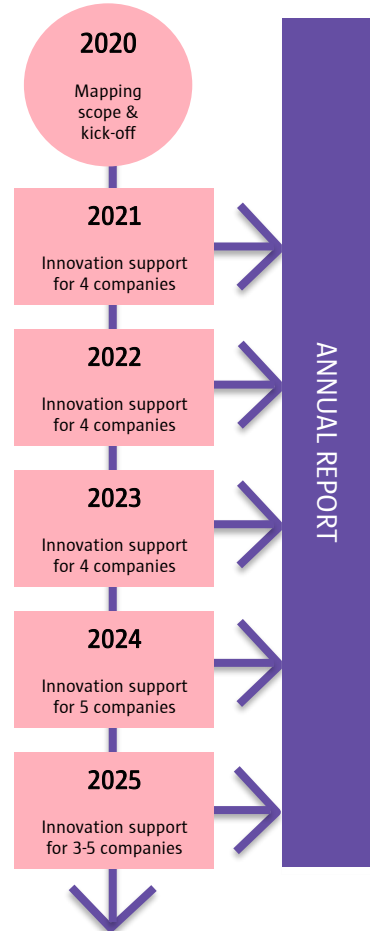 2020
Mapping
scope &
kick-off
2021
Innovation support
for 4 companies
2022
Innovation support
for 4 companies
2023
Innovation support
for 4 companies
2024
Innovation support
for 5 companies
2025
Innovation support
for 3-5 companies
ANNUAL REPORT